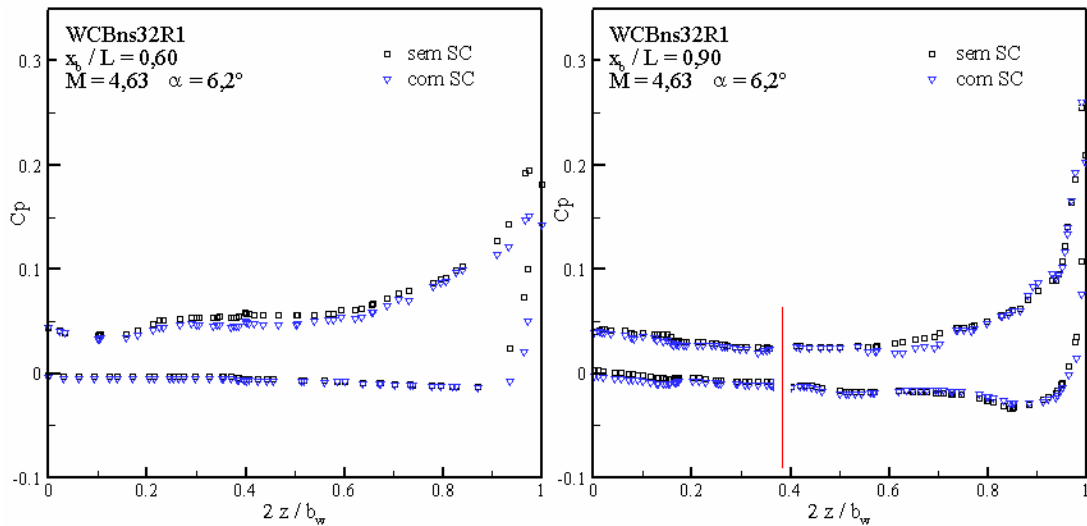 WCBns32R1
x_b / L = 0,60
M = 4,63 α = 6,2°
sem SC
com SC
0.3
0.2
Cp
0.1
0
-0.1
0 0.2 0.4 0.6 0.8 1
2 z / b_w
WCBns32R1
x_b / L = 0,90
M = 4,63 α = 6,2°
sem SC
com SC
0.3
0.2
Cp
0.1
0
-0.1
0 0.2 0.4 0.6 0.8 1
2 z / b_w